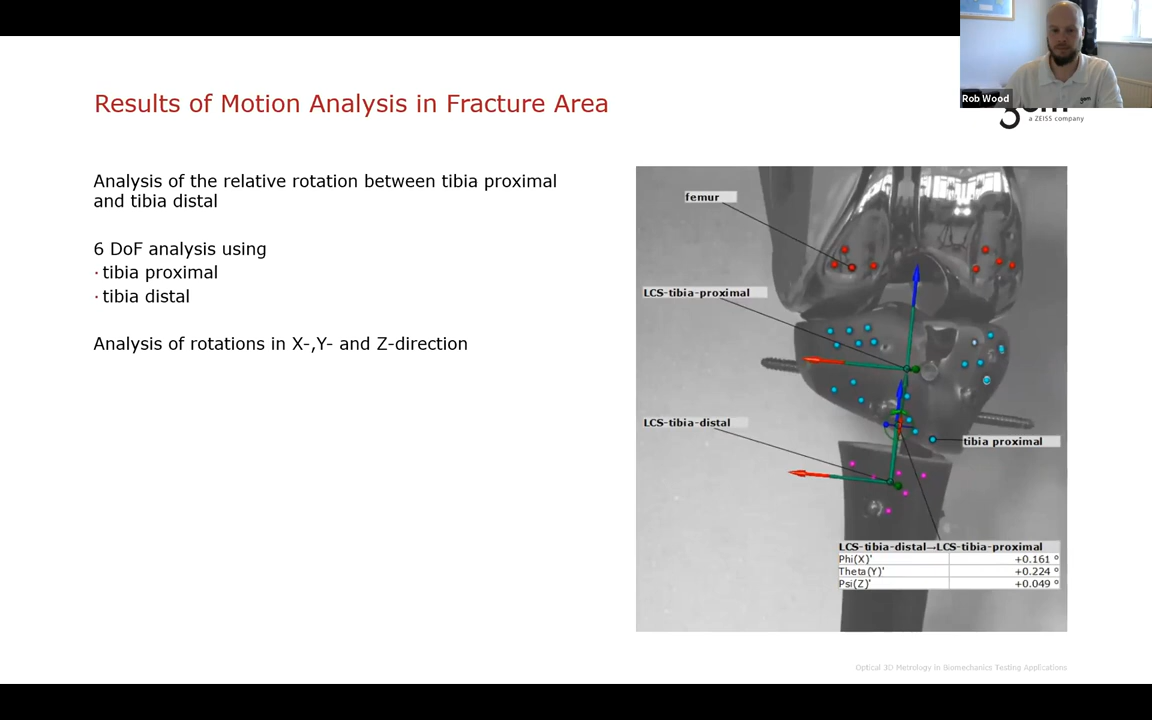 Rob Wood
Results of Motion Analysis in Fracture Area
a ZEISS company
Analysis of the relative rotation between tibia proximal
and tibia distal
6 DoF analysis using
· tibia proximal
· tibia distal
Analysis of rotations in X-,Y- and Z-direction
femur
LCS-tibia-proximal
LCS-tibia-distal
tibia proximal
LCS-tibia-distal→LCS-tibia-proximal
Phi(X)' +0.161 °
Theta(Y)' +0.224 °
Psi(Z)' +0.049 °
Optical 3D Metrology in Biomechanics Testing Applications